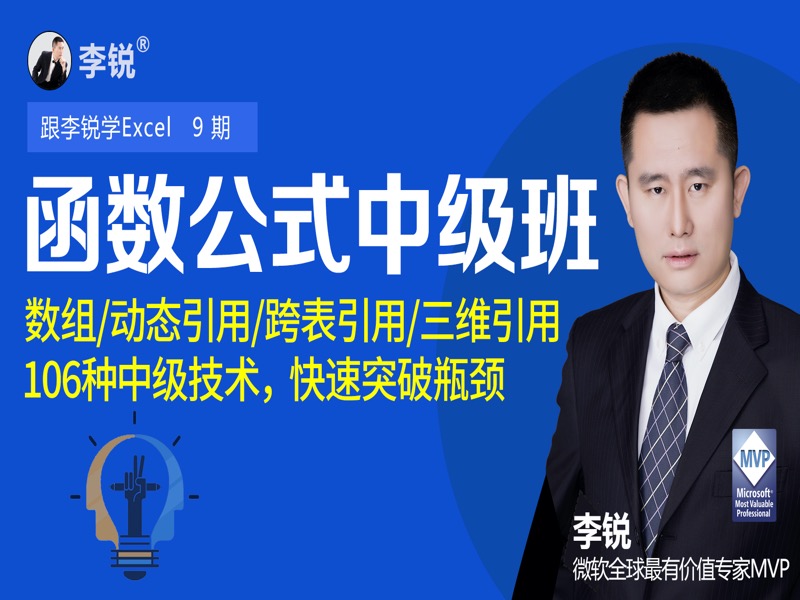 李锐®
跟李锐学Excel 9 期
函数公式中级班
数组/动态引用/跨表引用/三维引用
106种中级技术，快速突破瓶颈
MVP
Microsoft®
Most Valuable
Professional
李锐
微软全球最有价值专家MVP